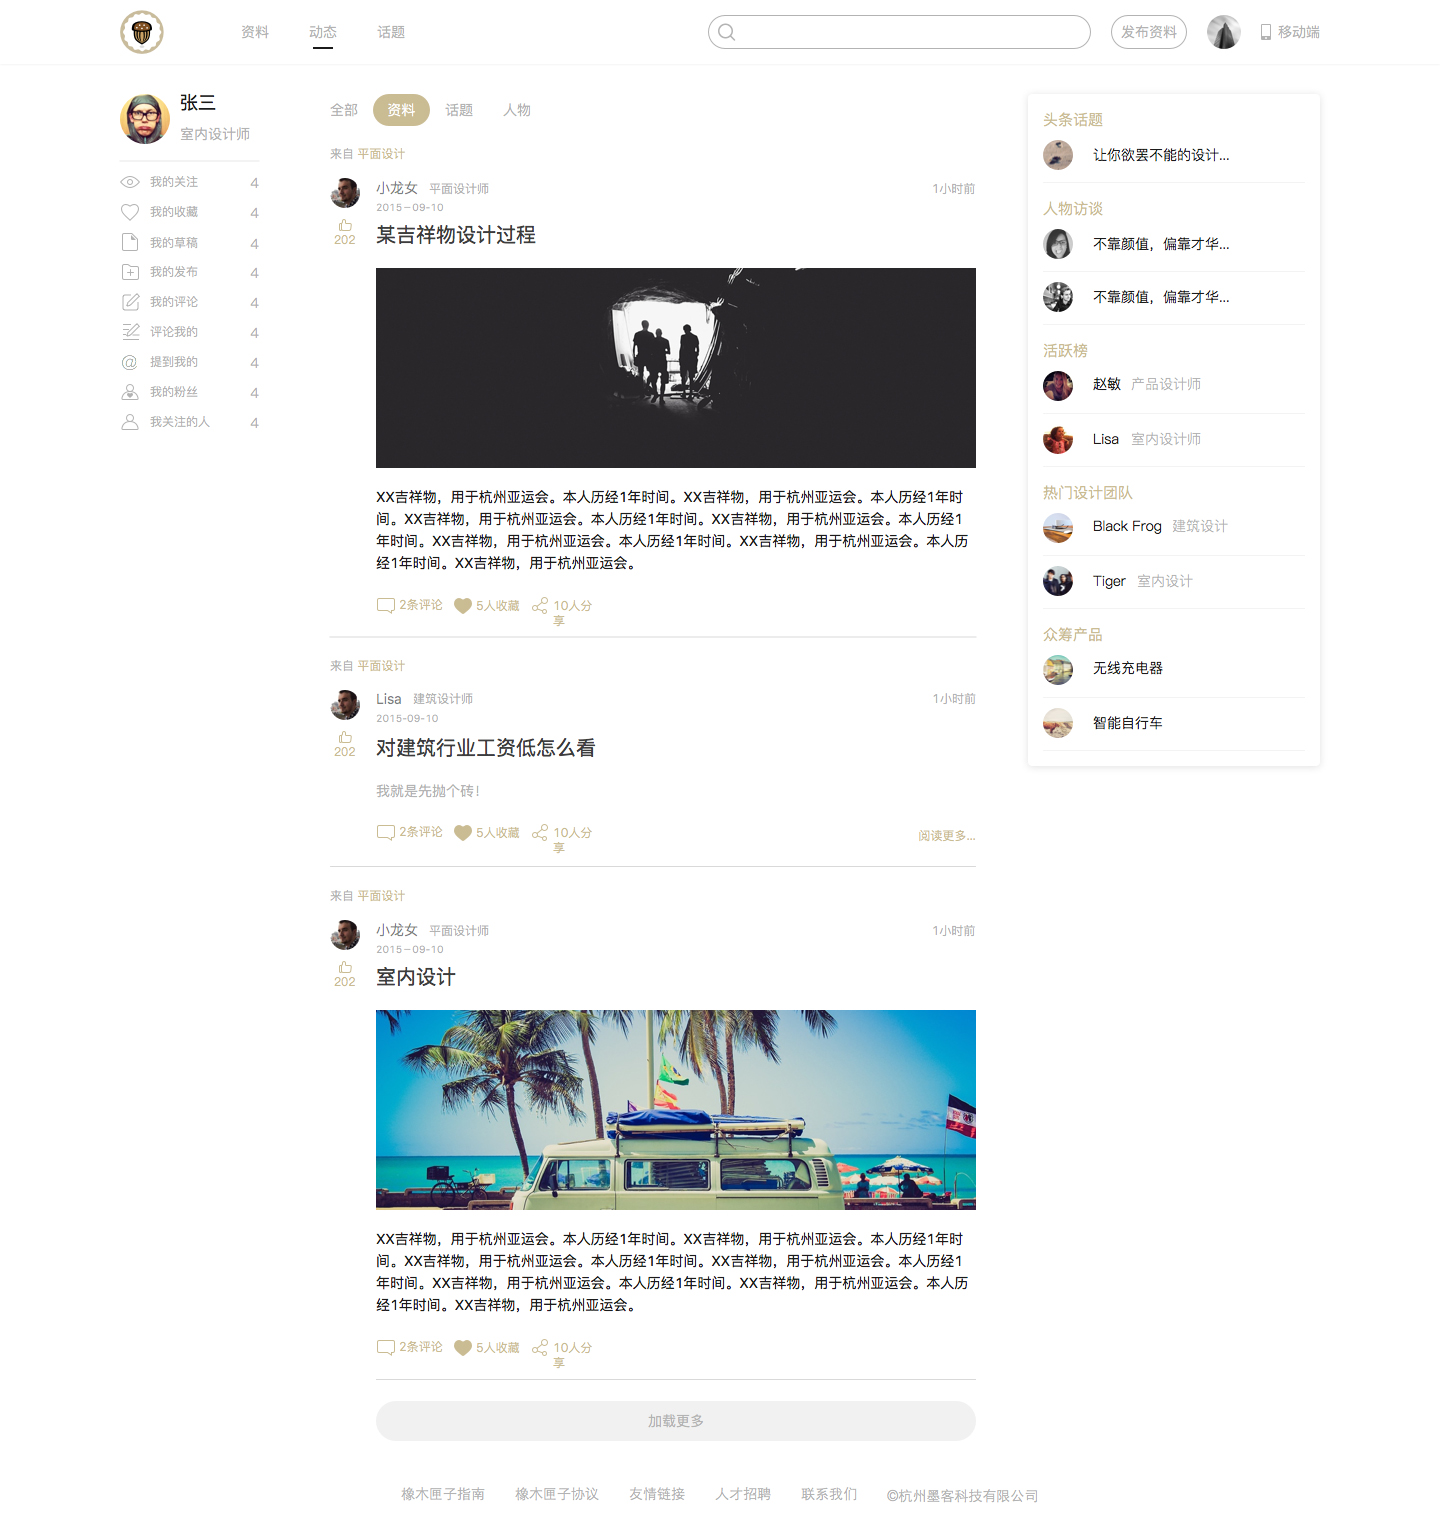 资料 动态 话题 发布资料 移动端
张三
室内设计师
我的关注 4
我的收藏 4
我的草稿 4
我的发布 4
我的评论 4
评论我的 4
提到我的 4
我的粉丝 4
我关注的人 4
全部 资料 话题 人物
来自 平面设计
小龙女 平面设计师 1小时前
2015-09-10
202
某吉祥物设计过程
XX吉祥物，用于杭州亚运会。本人历经1年时间。XX吉祥物，用于杭州亚运会。本人历经1年时
间。XX吉祥物，用于杭州亚运会。本人历经1年时间。XX吉祥物，用于杭州亚运会。本人历经1
年时间。XX吉祥物，用于杭州亚运会。本人历经1年时间。XX吉祥物，用于杭州亚运会。本人历
经1年时间。XX吉祥物，用于杭州亚运会。
2条评论 5人收藏 10人分
享
来自 平面设计
Lisa 建筑设计师 1小时前
2015-09-10
202
对建筑行业工资低怎么看
我就是先抛个砖！
2条评论 5人收藏 10人分
享
阅读更多...
来自 平面设计
小龙女 平面设计师 1小时前
2015-09-10
202
室内设计
XX吉祥物，用于杭州亚运会。本人历经1年时间。XX吉祥物，用于杭州亚运会。本人历经1年时
间。XX吉祥物，用于杭州亚运会。本人历经1年时间。XX吉祥物，用于杭州亚运会。本人历经1
年时间。XX吉祥物，用于杭州亚运会。本人历经1年时间。XX吉祥物，用于杭州亚运会。本人历
经1年时间。XX吉祥物，用于杭州亚运会。
2条评论 5人收藏 10人分
享
加载更多
头条话题
让你欲罢不能的设计...
人物访谈
不靠颜值，偏靠才华...
不靠颜值，偏靠才华...
活跃榜
赵敏 产品设计师
Lisa 室内设计师
热门设计团队
Black Frog 建筑设计
Tiger 室内设计
众筹产品
无线充电器
智能自行车
橡木匣子指南 橡木匣子协议 友情链接 人才招聘 联系我们 ©杭州墨客科技有限公司